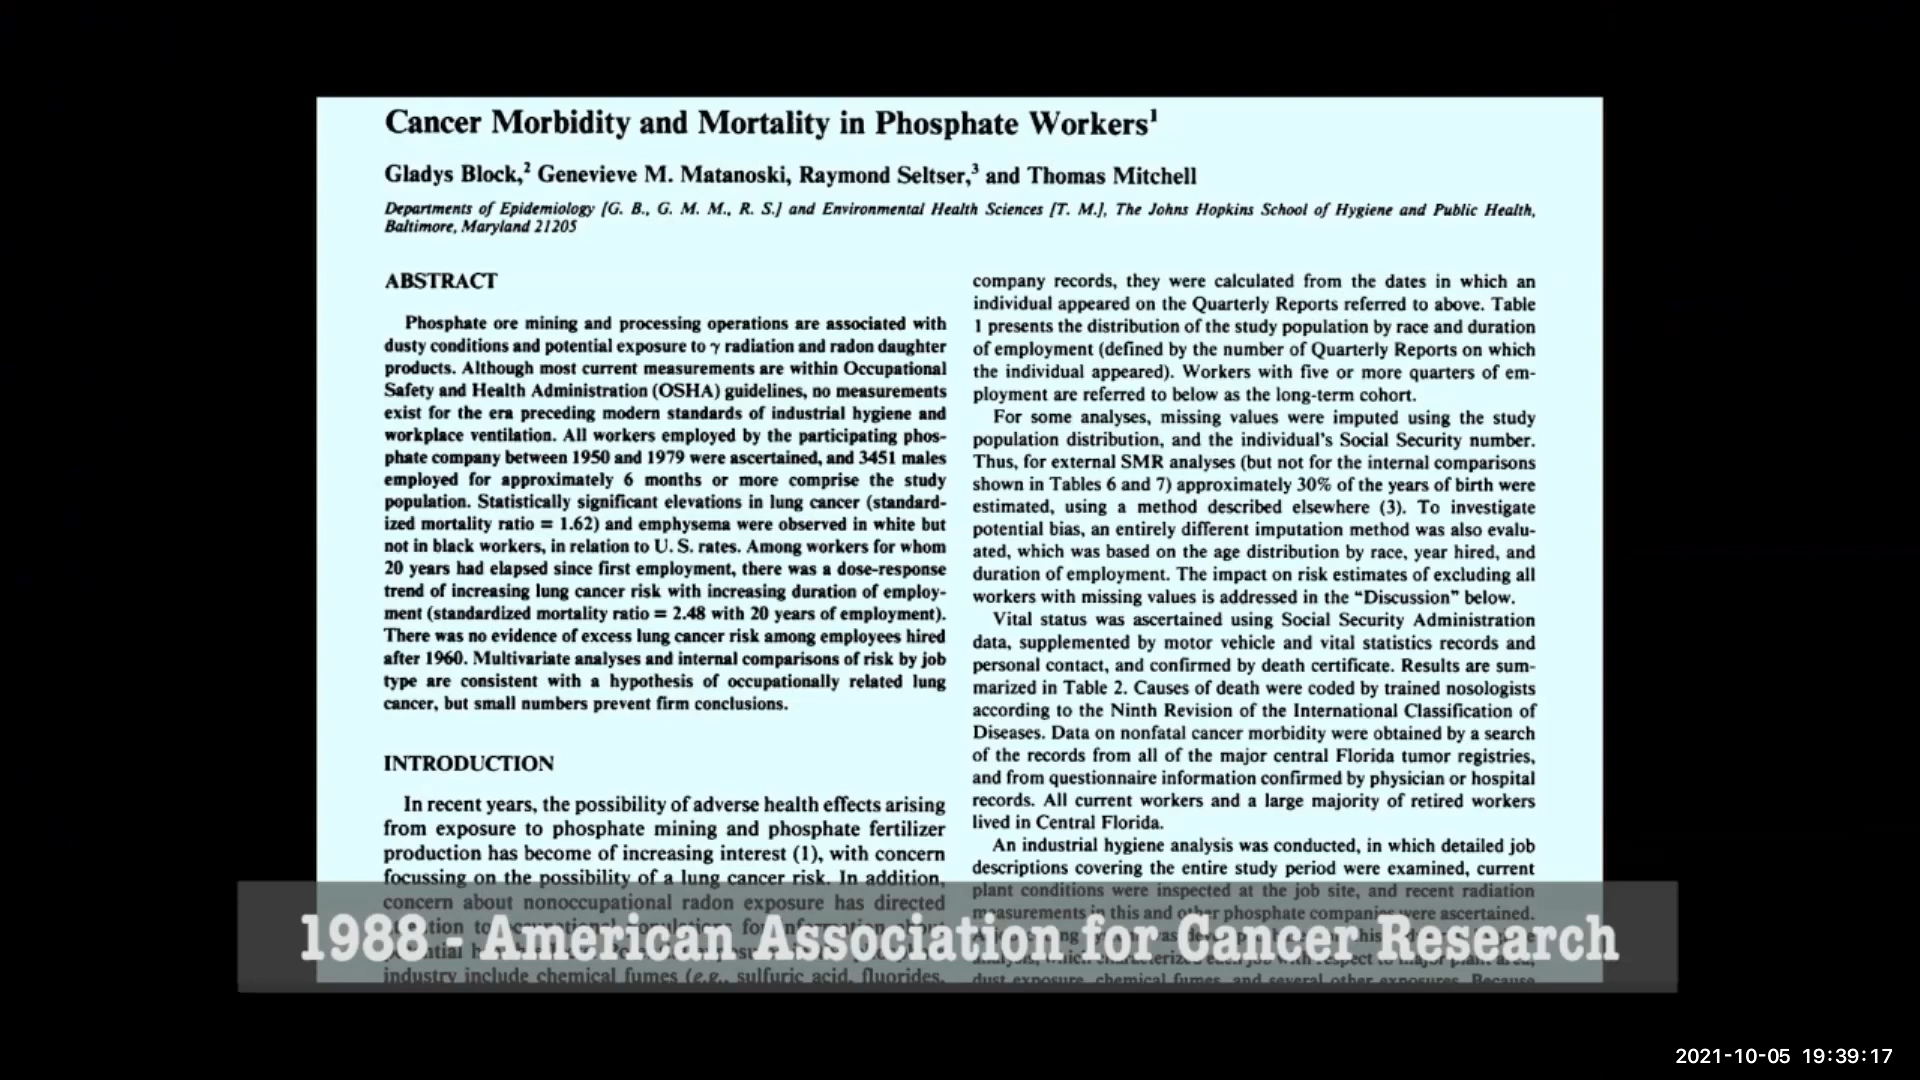 Cancer Morbidity and Mortality in Phosphate Workers1
Gladys Block,2 Genevieve M. Matanoski, Raymond Seltser,3 and Thomas Mitchell
Departments of Epidemiology [G. B., G. M. M., R. S.] and Environmental Health Sciences [T. M.], The Johns Hopkins School of Hygiene and Public Health,
Baltimore, Maryland 21205
ABSTRACT
Phosphate ore mining and processing operations are associated with
dusty conditions and potential exposure to γ radiation and radon daughter
products. Although most current measurements are within Occupational
Safety and Health Administration (OSHA) guidelines, no measurements
exist for the era preceding modern standards of industrial hygiene and
workplace ventilation. All workers employed by the participating phos-
phate company between 1950 and 1979 were ascertained, and 3451 males
employed for approximately 6 months or more comprise the study
population. Statistically significant elevations in lung cancer (standard-
ized mortality ratio = 1.62) and emphysema were observed in white but
not in black workers, in relation to U. S. rates. Among workers for whom
20 years had elapsed since first employment, there was a dose-response
trend of increasing lung cancer risk with increasing duration of employ-
ment (standardized mortality ratio = 2.48 with 20 years of employment).
There was no evidence of excess lung cancer risk among employees hired
after 1960. Multivariate analyses and internal comparisons of risk by job
type are consistent with a hypothesis of occupationally related lung
cancer, but small numbers prevent firm conclusions.
INTRODUCTION
In recent years, the possibility of adverse health effects arising
from exposure to phosphate mining and phosphate fertilizer
production has become of increasing interest (1), with concern
focussing on the possibility of a lung cancer risk. In addition,
concern about nonoccupational radon exposure has directed
industry include chemical fumes (e.g., sulfuric acid, fluorides,
company records, they were calculated from the dates in which an
individual appeared on the Quarterly Reports referred to above. Table
1 presents the distribution of the study population by race and duration
of employment (defined by the number of Quarterly Reports on which
the individual appeared). Workers with five or more quarters of em-
ployment are referred to below as the long-term cohort.
For some analyses, missing values were imputed using the study
population distribution, and the individual's Social Security number.
Thus, for external SMR analyses (but not for the internal comparisons
shown in Tables 6 and 7) approximately 30% of the years of birth were
estimated, using a method described elsewhere (3). To investigate
potential bias, an entirely different imputation method was also evalu-
ated, which was based on the age distribution by race, year hired, and
duration of employment. The impact on risk estimates of excluding all
workers with missing values is addressed in the "Discussion" below.
Vital status was ascertained using Social Security Administration
data, supplemented by motor vehicle and vital statistics records and
personal contact, and confirmed by death certificate. Results are sum-
marized in Table 2. Causes of death were coded by trained nosologists
according to the Ninth Revision of the International Classification of
Diseases. Data on nonfatal cancer morbidity were obtained by a search
of the records from all of the major central Florida tumor registries,
and from questionnaire information confirmed by physician or hospital
records. All current workers and a large majority of retired workers
lived in Central Florida.
An industrial hygiene analysis was conducted, in which detailed job
descriptions covering the entire study period were examined, current
plant conditions were inspected at the job site, and recent radiation
measurements in this and other phosphate companies were ascertained.
dust exposure, chemical fumes, and several other exposures. Because
1988 - American Association for Cancer Research
2021-10-05 19:39:17